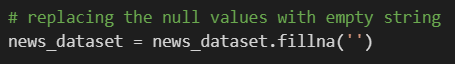 # replacing the null values with empty string
news_dataset = news_dataset.fillna('')